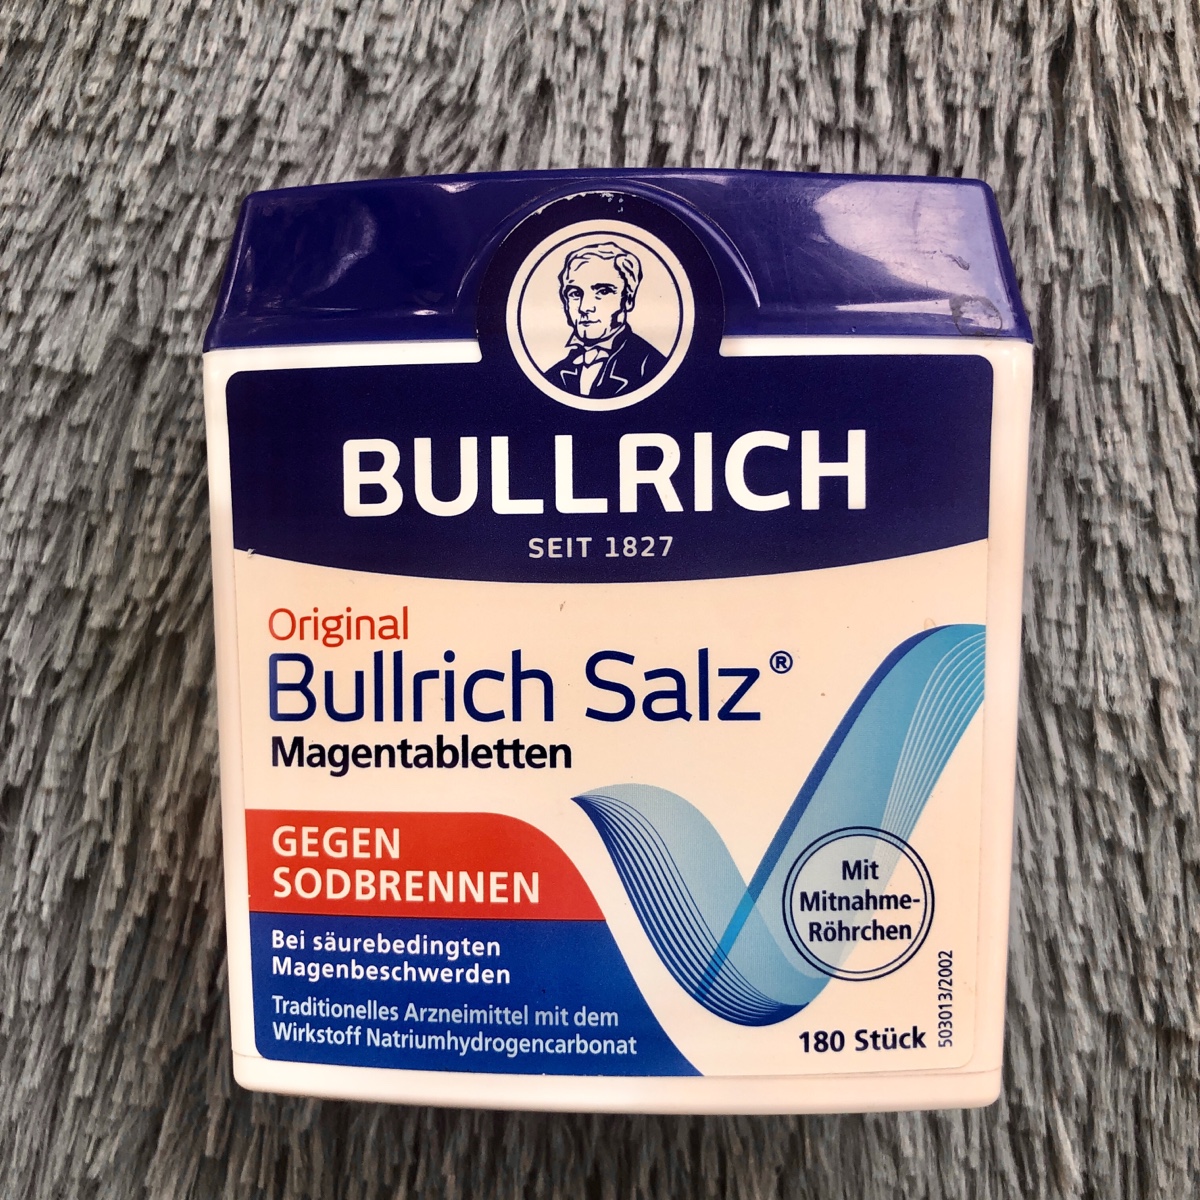 BULLRICH
SEIT 1827
Original
Bullrich Salz®
Magentabletten
GEGEN
SODBRENNEN
Bei säurebedingten
Magenbeschwerden
Traditionelles Arzneimittel mit dem
Wirkstoff Natriumhydrogencarbonat
Mit
Mitnahme-
Röhrchen
180 Stück
503013/2002